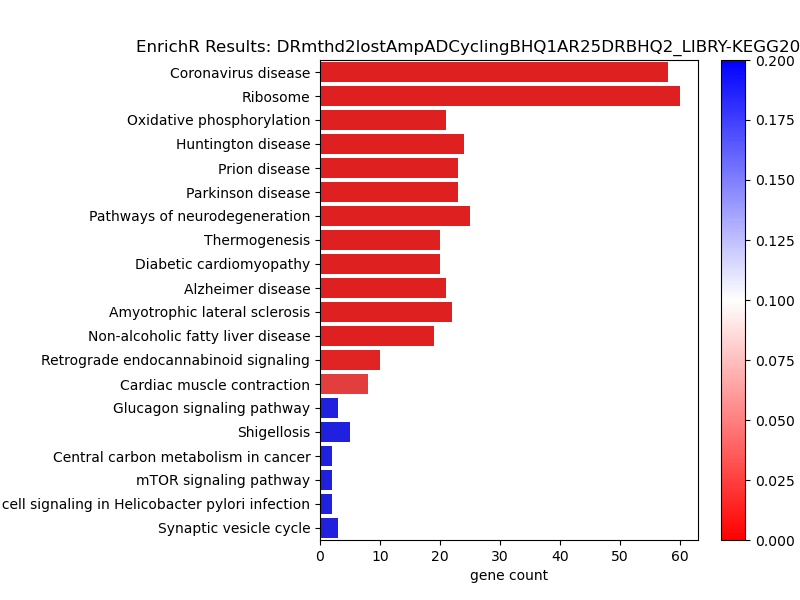 EnrichR Results: DRmthd2lostAmpADCyclingBHQ1AR25DRBHQ2_LIBRY-KEGG20
Coronavirus disease
Ribosome
Oxidative phosphorylation
Huntington disease
Prion disease
Parkinson disease
Pathways of neurodegeneration
Thermogenesis
Diabetic cardiomyopathy
Alzheimer disease
Amyotrophic lateral sclerosis
Non-alcoholic fatty liver disease
Retrograde endocannabinoid signaling
Cardiac muscle contraction
Glucagon signaling pathway
Shigellosis
Central carbon metabolism in cancer
mTOR signaling pathway
cell signaling in Helicobacter pylori infection
Synaptic vesicle cycle
0 10 20 30 40 50 60
gene count
0.200
0.175
0.150
0.125
0.100
0.075
0.050
0.025
0.000